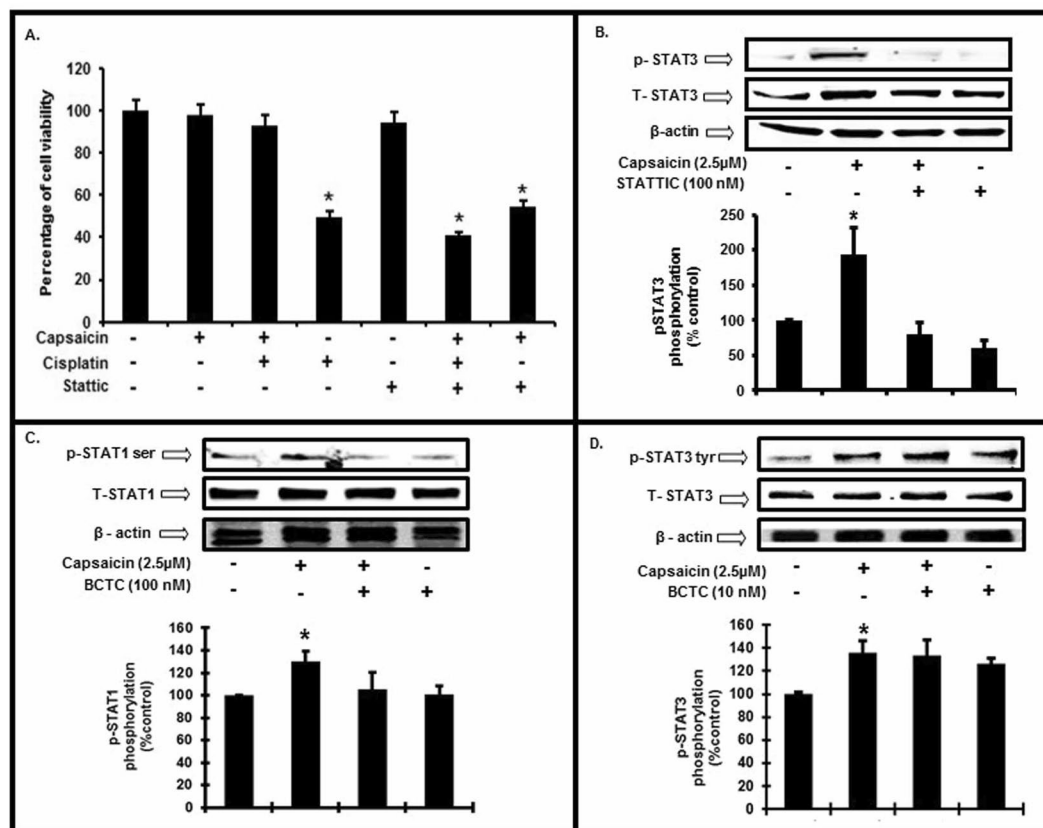 A.
120
100
80
60
40
20
0
Percentage of cell viability
* * *
Capsaicin - + + - - + +
Cisplatin - - + + - + -
Stattic - - - - + + +
B.
p- STAT3
T- STAT3
β-actin
Capsaicin (2.5µM) - + + -
STATTIC (100 nM) - - + +
250
200
150
100
50
0
pSTAT3
phosphorylation
(% control)
*
C.
p-STAT1 ser
T-STAT1
β - actin
Capsaicin (2.5µM) - + + -
BCTC (100 nM) - - + +
160
140
120
100
80
60
40
20
0
p-STAT1
phosphorylation
(%control)
*
D.
p-STAT3 tyr
T- STAT3
β - actin
Capsaicin (2.5µM) - + + -
BCTC (10 nM) - - + +
160
140
120
100
80
60
40
20
0
p-STAT3
phosphorylation
(%control)
*